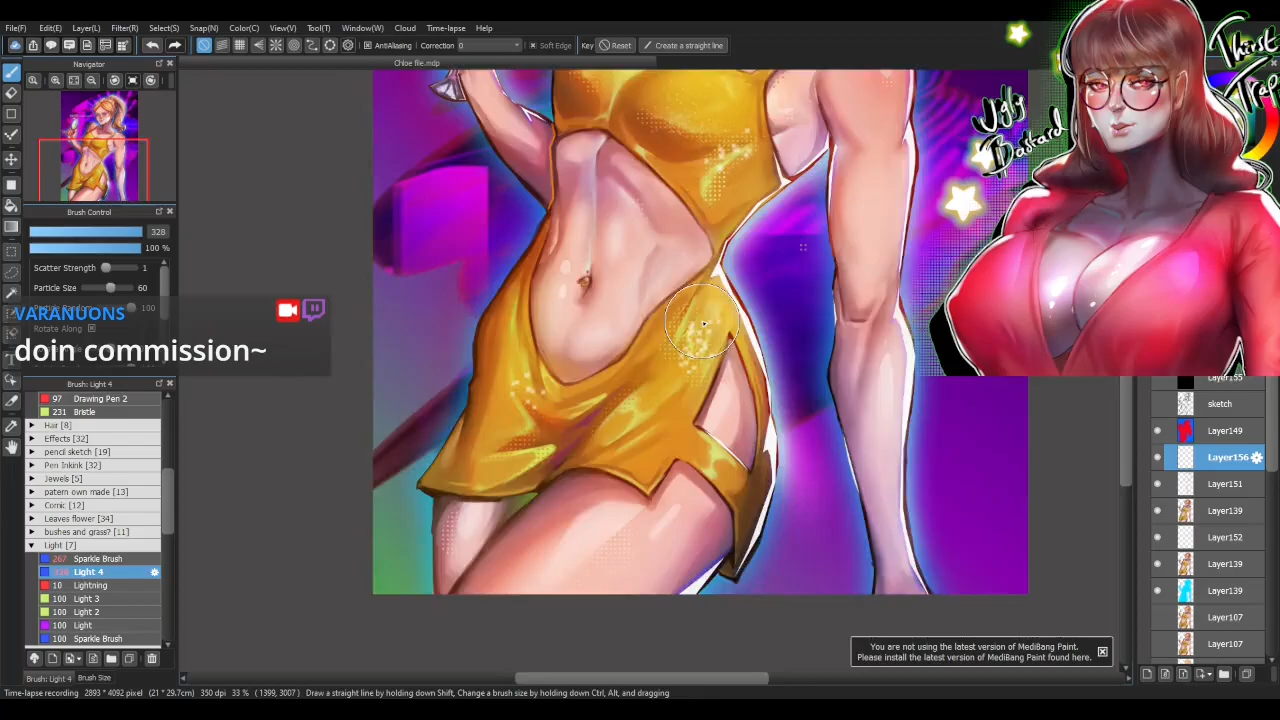 File(F) Edit(E) Layer(L) Filter(R) Select(S) Snap(N) Color(C) View(V) Tool(T) Window(W) Cloud Time-lapse Help
AntiAliasing Correction 0 Soft Edge Key Reset Create a straight line
Navigator
Chloe file.mdp
Thirst
Trap
Ugly
Bastard
Brush Control
328
100 %
Scatter Strength 1
Particle Size 60
100
Rotate Along
VARANUONS
doin commission~
Brush: Light 4
97 Drawing Pen 2
231 Bristle
Hair [8]
Effects [32]
pencil sketch [19]
Pen Inkink [32]
Jewels [5]
patern own made [13]
Comic [12]
Leaves flower [34]
bushes and grass? [11]
Light [7]
267 Sparkle Brush
328 Light 4
10 Lightning
100 Light 3
100 Light 2
100 Light
100 Sparkle Brush
Brush: Light 4 Brush Size
Layer155
sketch
Layer149
Layer156
Layer151
Layer139
Layer152
Layer139
Layer139
Layer107
Layer107
You are not using the latest version of MediBang Paint.
Please install the latest version of MediBang Paint found here.
Time-lapse recording 2893 * 4092 pixel (21 * 29.7cm) 350 dpi 33 % (1399, 3007) Draw a straight line by holding down Shift, Change a brush size by holding down Ctrl, Alt, and dragging